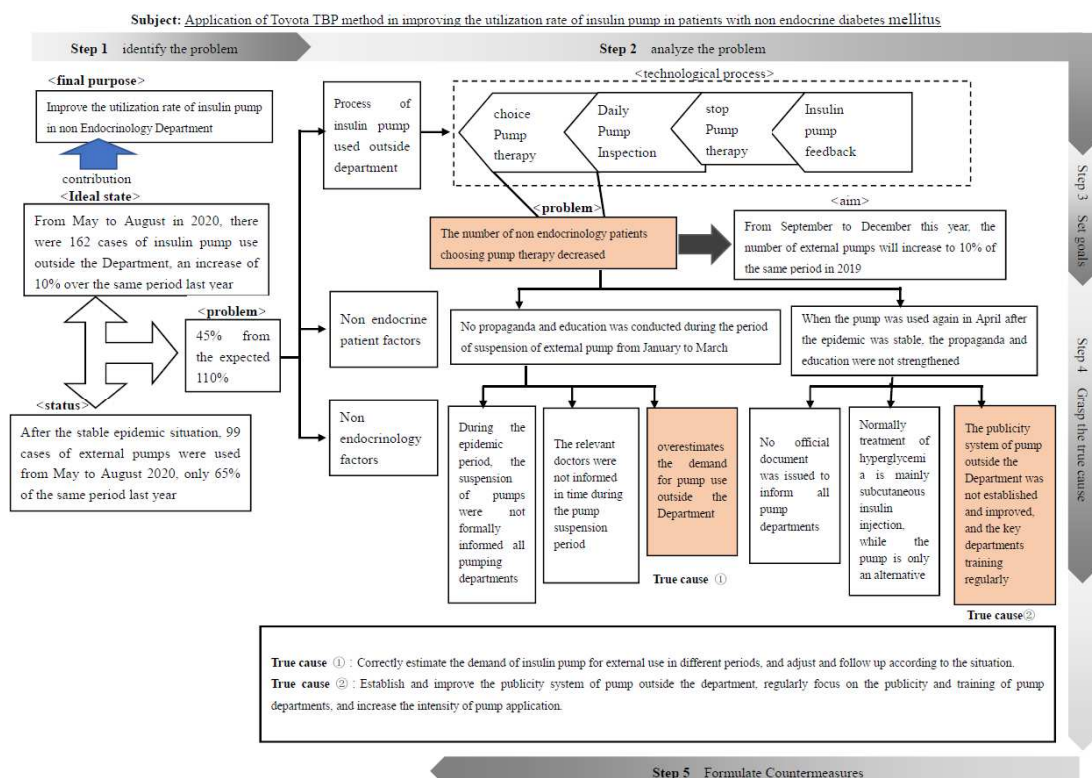 Subject: Application of Toyota TBP method in improving the utilization rate of insulin pump in patients with non endocrine diabetes mellitus
Step 1 identify the problem
Step 2 analyze the problem
<final purpose>
Improve the utilization rate of insulin pump
in non Endocrinology Department
contribution
<Ideal state>
From May to August in 2020, there
were 162 cases of insulin pump use
outside the Department, an increase of
10% over the same period last year
<problem>
45% from
the expected
110%
<status>
After the stable epidemic situation, 99
cases of external pumps were used
from May to August 2020, only 65%
of the same period last year
Process of
insulin pump
used outside
department
Non endocrine
patient factors
Non
endocrinology
factors
<technological process>
choice
Pump
therapy
Daily
Pump
Inspection
stop
Pump
therapy
Insulin
pump
feedback
<problem>
The number of non endocrinology patients
choosing pump therapy decreased
<aim>
From September to December this year, the
number of external pumps will increase to 10% of
the same period in 2019
No propaganda and education was conducted during the period
of suspension of external pump from January to March
When the pump was used again in April after
the epidemic was stable, the propaganda and
education were not strengthened
During the
epidemic
period, the
suspension
of pumps
were not
formally
informed all
pumping
departments
The relevant
doctors were
not informed
in time during
the pump
suspension
period
overestimates
the demand
for pump use
outside the
Department
True cause ①
No official
document
was issued to
inform all
pump
departments
Normally
treatment of
hyperglycemi
a is mainly
subcutaneous
insulin
injection,
while the
pump is only
an alternative
The publicity
system of pump
outside the
Department was
not established
and improved,
and the key
departments
training
regularly
True cause②
Step 3 Set goals
Step 4 Grasp the true cause
True cause ① : Correctly estimate the demand of insulin pump for external use in different periods, and adjust and follow up according to the situation.
True cause ② : Establish and improve the publicity system of pump outside the department, regularly focus on the publicity and training of pump
departments, and increase the intensity of pump application.
Step 5 Formulate Countermeasures